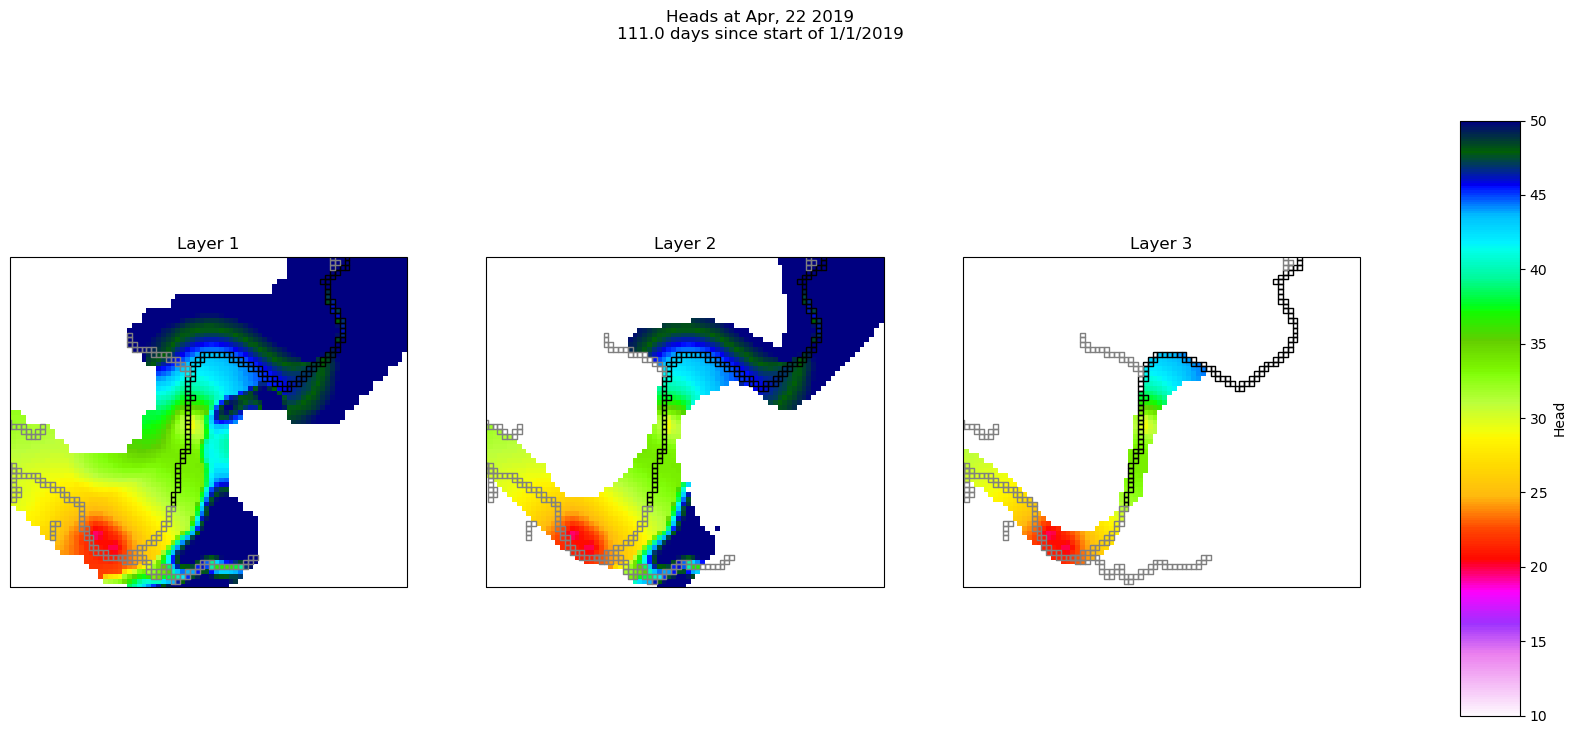 Heads at Apr, 22 2019
111.0 days since start of 1/1/2019
Layer 1
Layer 2
Layer 3
50
45
40
35
30
25
20
15
10
Head